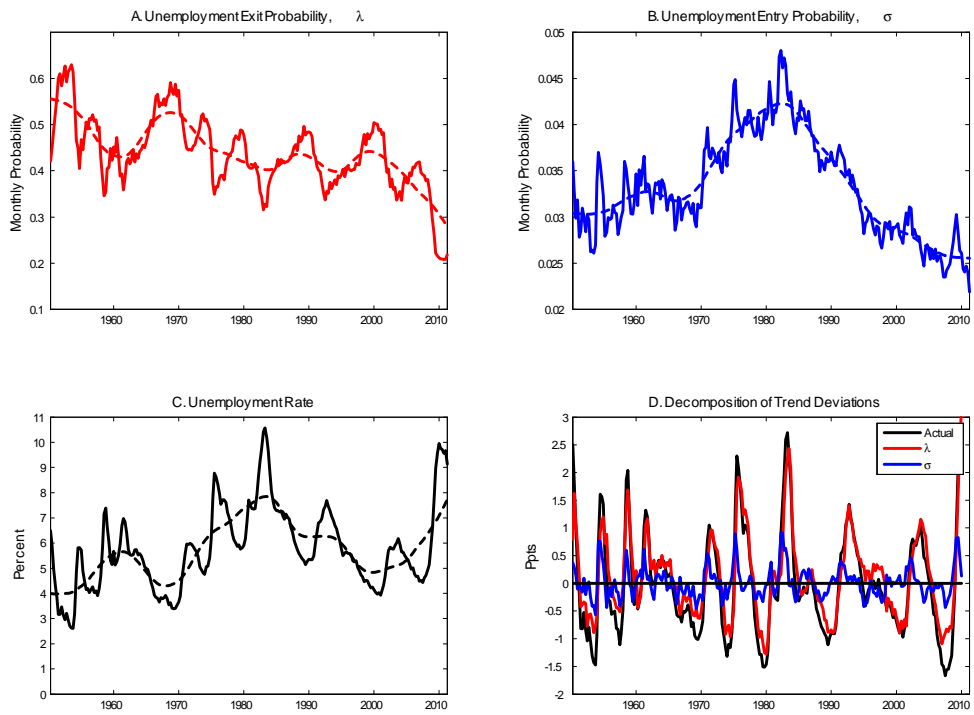 A. Unemployment Exit Probability, λ
Monthly Probability
0.6
0.5
0.4
0.3
0.2
0.1
1960 1970 1980 1990 2000 2010
B. Unemployment Entry Probability, σ
Monthly Probability
0.05
0.045
0.04
0.035
0.03
0.025
0.02
1960 1970 1980 1990 2000 2010
C. Unemployment Rate
Percent
11
10
9
8
7
6
5
4
3
2
1
0
1960 1970 1980 1990 2000 2010
D. Decomposition of Trend Deviations
Ppts
3
2.5
2
1.5
1
0.5
0
-0.5
-1
-1.5
-2
1960 1970 1980 1990 2000 2010
Actual
λ
σ